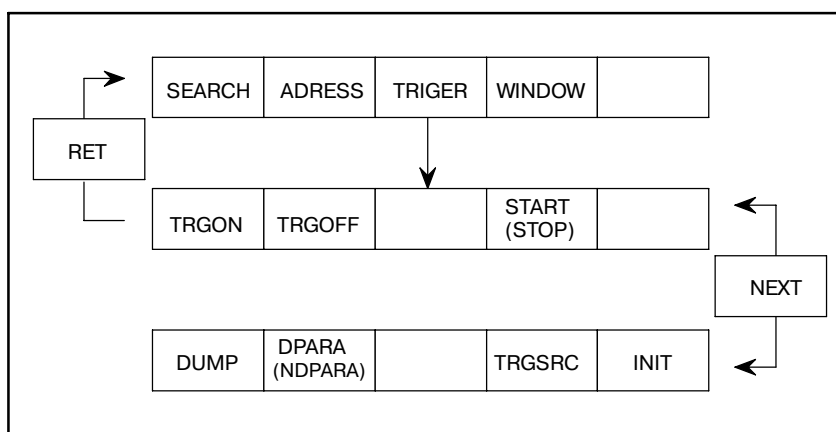 SEARCH ADRESS TRIGER WINDOW
RET
TRGON TRGOFF START
(STOP)
NEXT
DUMP DPARA
(NDPARA) TRGSRC INIT